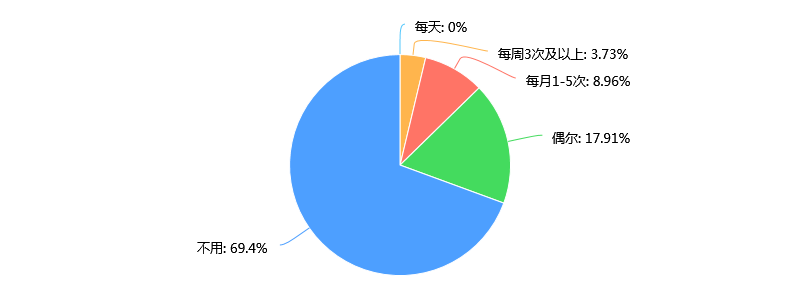 每天: 0%
每周3次及以上: 3.73%
每月1-5次: 8.96%
偶尔: 17.91%
不用: 69.4%